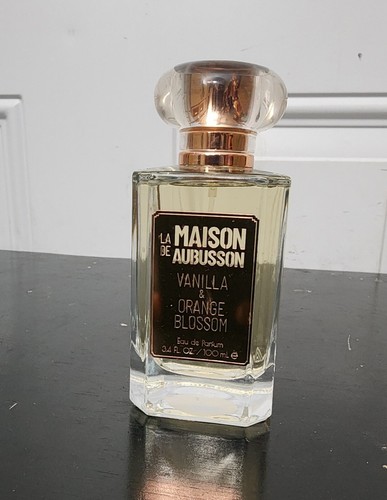 LA MAISON
DE AUBUSSON
VANILLA
&
ORANGE
BLOSSOM
Eau de Parfum
3.4 FL. OZ./100 mL ℮